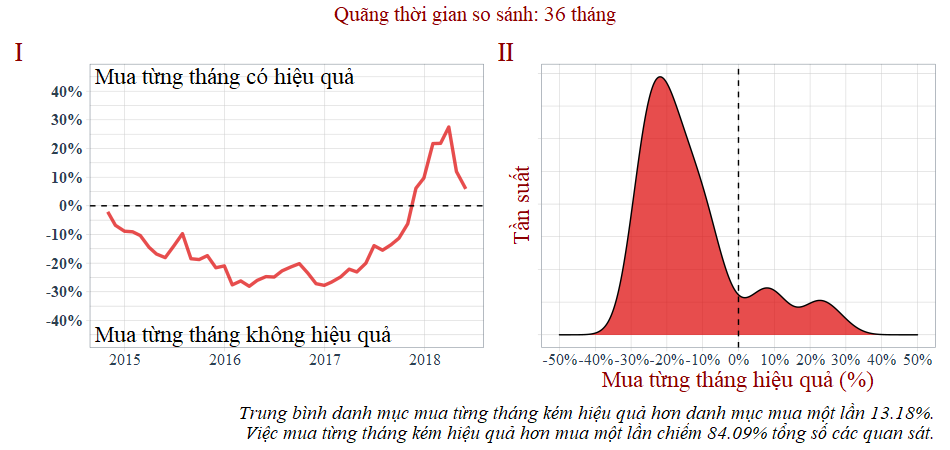 Quãng thời gian so sánh: 36 tháng
I
Mua từng tháng có hiệu quả
40%
30%
20%
10%
0%
-10%
-20%
-30%
-40%
Mua từng tháng không hiệu quả
2015 2016 2017 2018
II
Tần suất
-50% -40% -30% -20% -10% 0% 10% 20% 30% 40% 50%
Mua từng tháng hiệu quả (%)
Trung bình danh mục mua từng tháng kém hiệu quả hơn danh mục mua một lần 13.18%.
Việc mua từng tháng kém hiệu quả hơn mua một lần chiếm 84.09% tổng số các quan sát.